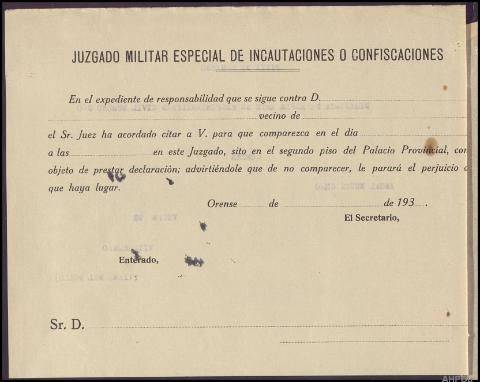 JUZGADO MILITAR ESPECIAL DE INCAUTACIONES O CONFISCACIONES
En el expediente de responsabilidad que se sigue contra D.
vecino de
el Sr. Juez ha acordado citar a V. para que comparezca en el día
a las en este Juzgado, sito en el segundo piso del Palacio Provincial, con
objeto de prestar declaración; advirtiéndole que de no comparecer, le parará el perjuicio a
que haya lugar.
Orense de de 193
El Secretario,
Enterado,
Sr. D.